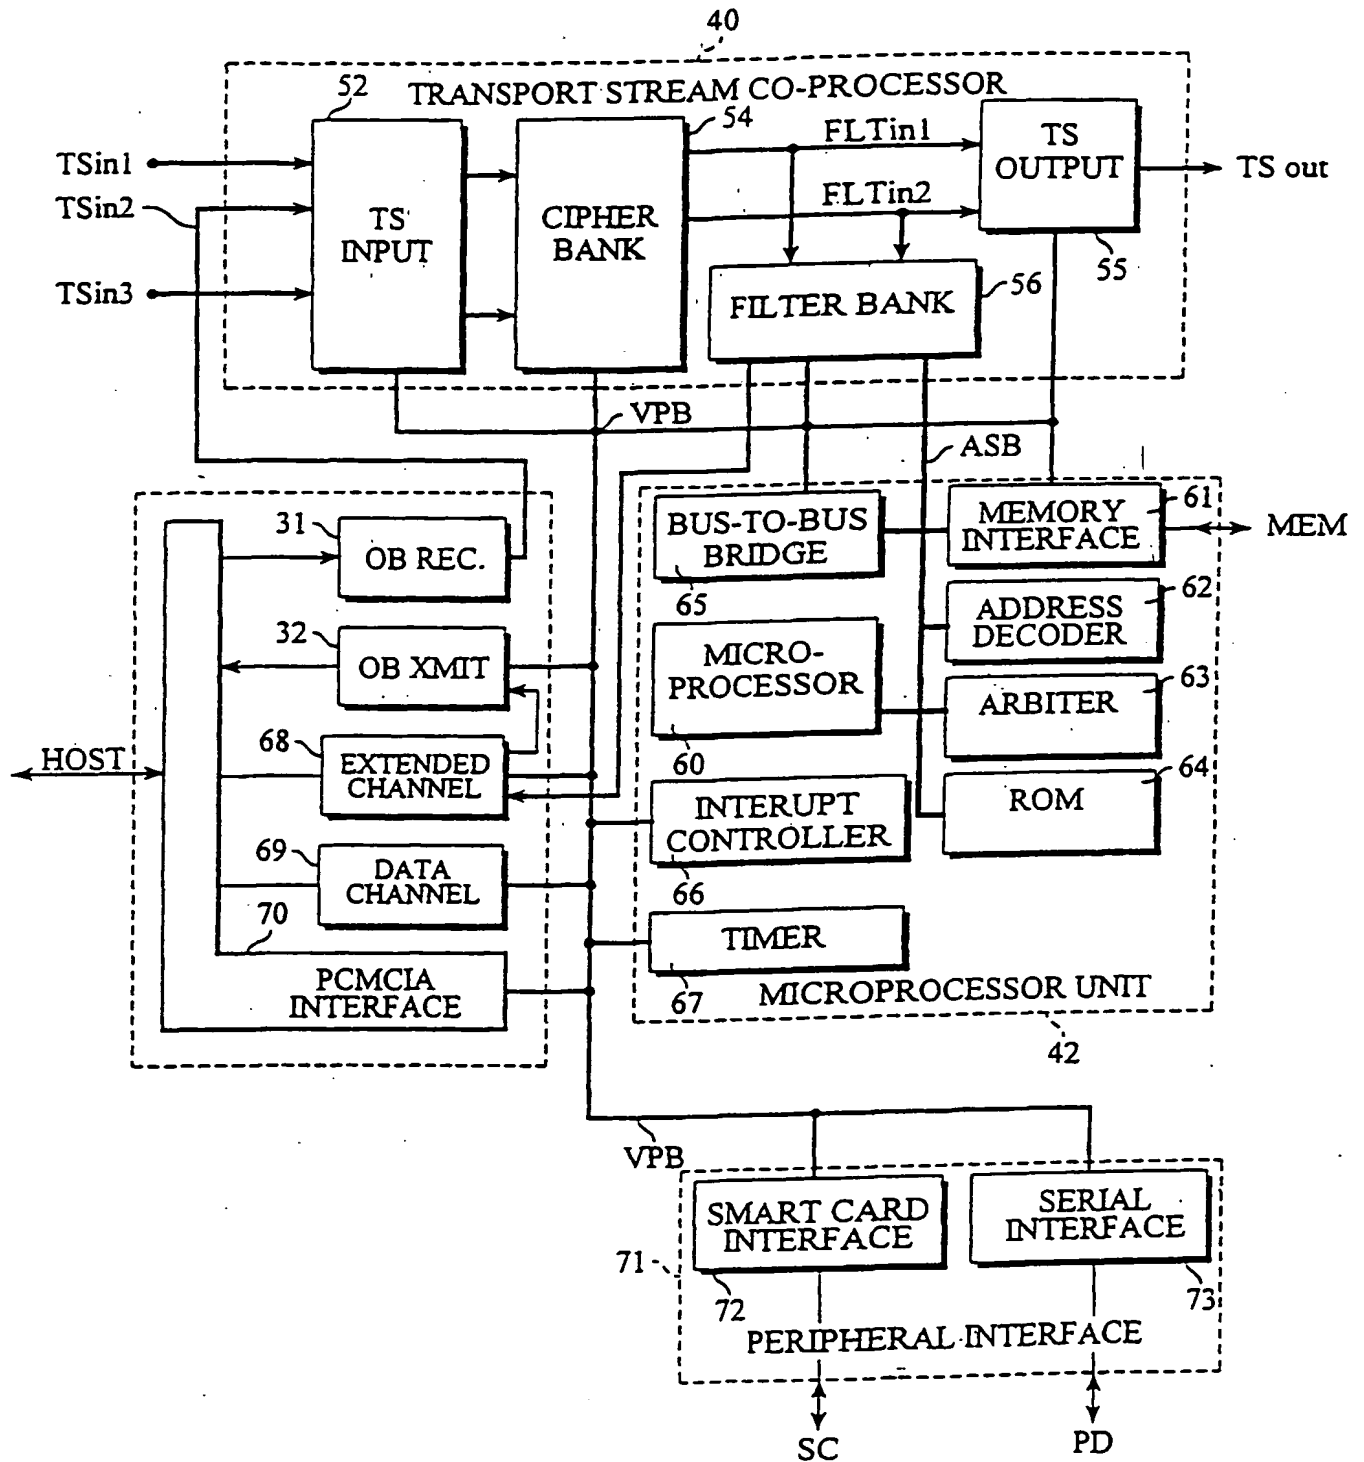 40
TRANSPORT STREAM CO-PROCESSOR
52
54
TSin1
TSin2
TSin3
TS
INPUT
CIPHER
BANK
FLTin1
FLTin2
TS
OUTPUT
TS out
55
FILTER BANK
56
VPB
ASB
31
OB REC.
32
OB XMIT
68
EXTENDED
CHANNEL
HOST
69
DATA
CHANNEL
70
PCMCIA
INTERFACE
BUS-TO-BUS
BRIDGE
65
MEMORY
INTERFACE
61
MEM
ADDRESS
DECODER
62
MICRO-
PROCESSOR
60
ARBITER
63
INTERUPT
CONTROLLER
66
ROM
64
TIMER
67
MICROPROCESSOR UNIT
42
VPB
SMART CARD
INTERFACE
72
SERIAL
INTERFACE
73
71
PERIPHERAL INTERFACE
SC
PD